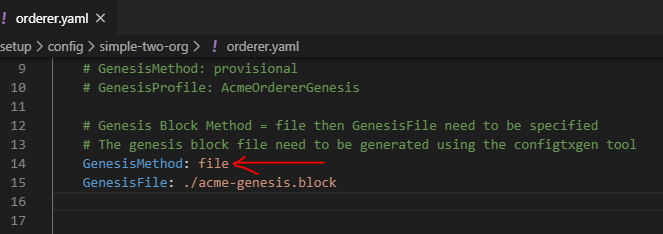 ! orderer.yaml ×
setup > config > simple-two-org > ! orderer.yaml
9 # GenesisMethod: provisional
10 # GenesisProfile: AcmeOrdererGenesis
11
12 # Genesis Block Method = file then GenesisFile need to be specified
13 # The genesis block file need to be generated using the configtxgen tool
14 GenesisMethod: file
15 GenesisFile: ./acme-genesis.block
16
17